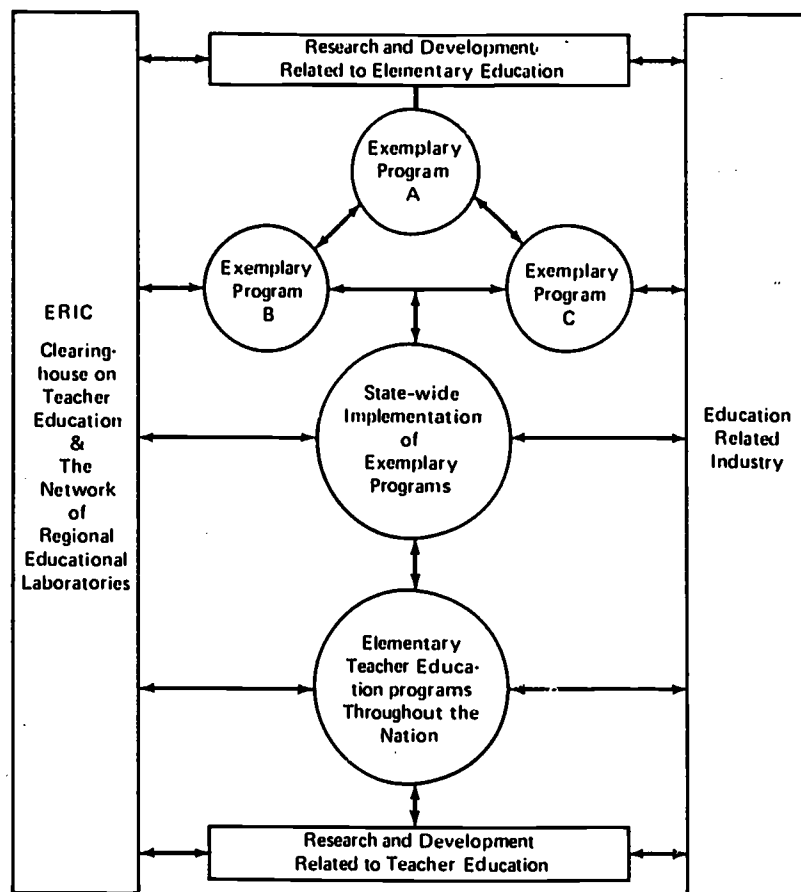 Research and Development
Related to Elementary Education
Exemplary
Program
A
Exemplary
Program
B
Exemplary
Program
C
ERIC
Clearing-
house on
Teacher
Education
&
The
Network
of
Regional
Educational
Laboratories
State-wide
Implementation
of
Exemplary
Programs
Education
Related
Industry
Elementary
Teacher Educa-
tion programs
Throughout the
Nation
Research and Development
Related to Teacher Education